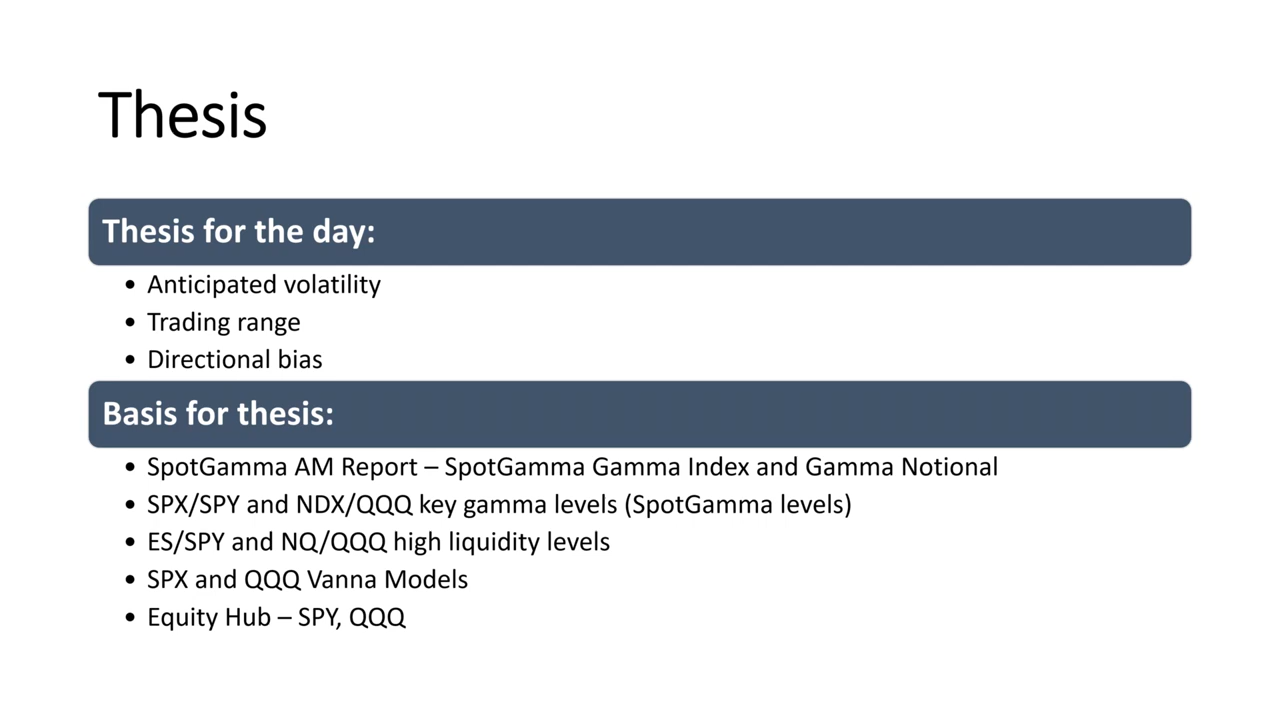 Thesis
Thesis for the day:
• Anticipated volatility
• Trading range
• Directional bias
Basis for thesis:
• SpotGamma AM Report – SpotGamma Gamma Index and Gamma Notional
• SPX/SPY and NDX/QQQ key gamma levels (SpotGamma levels)
• ES/SPY and NQ/QQQ high liquidity levels
• SPX and QQQ Vanna Models
• Equity Hub – SPY, QQQ